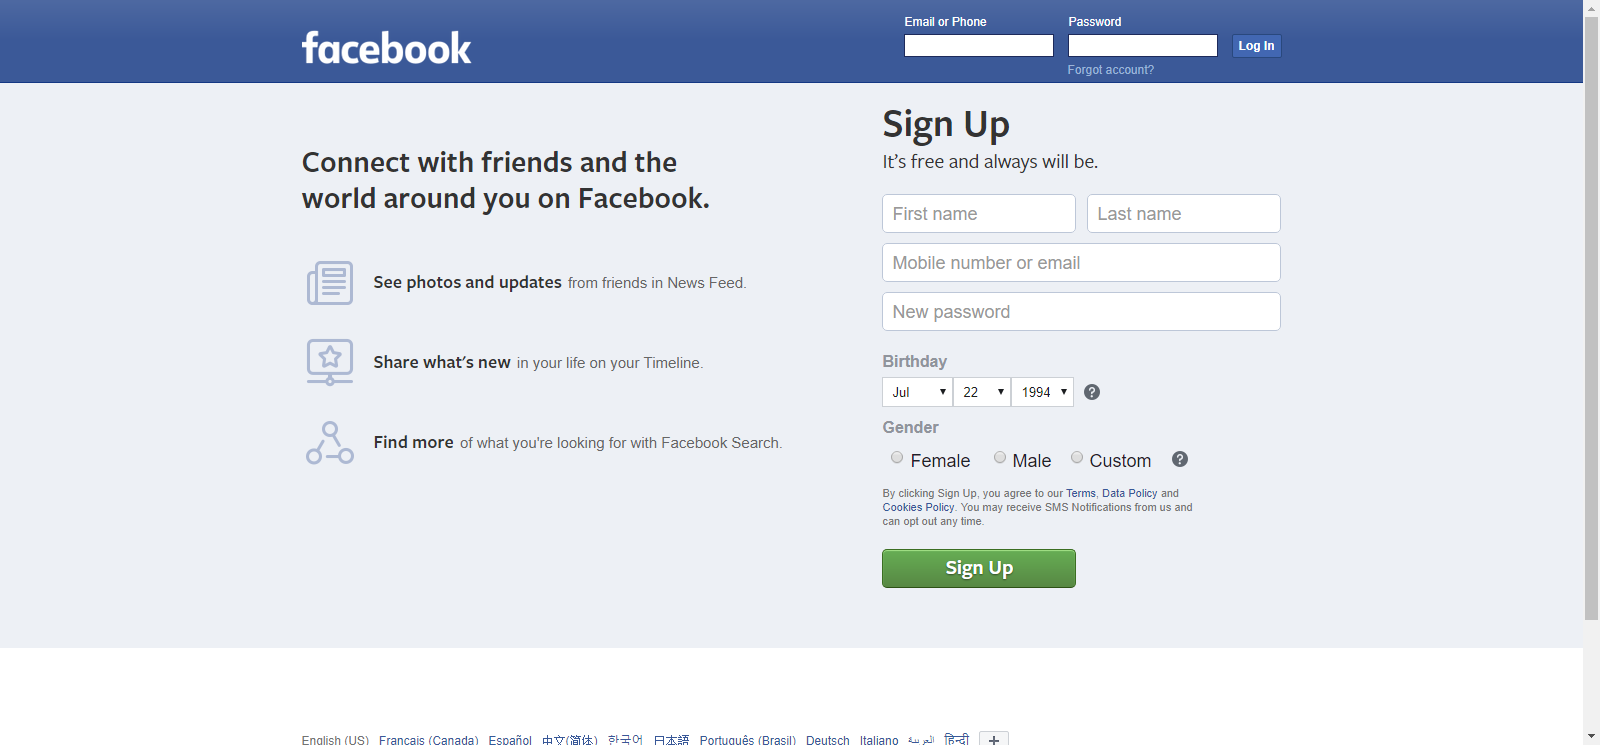 facebook
Email or Phone
Password
Log In
Forgot account?
Connect with friends and the
world around you on Facebook.
See photos and updates from friends in News Feed.
Share what's new in your life on your Timeline.
Find more of what you're looking for with Facebook Search.
Sign Up
It's free and always will be.
First name
Last name
Mobile number or email
New password
Birthday
Jul
22
1994
?
Gender
Female
Male
Custom
?
By clicking Sign Up, you agree to our Terms, Data Policy and
Cookies Policy. You may receive SMS Notifications from us and
can opt out any time.
Sign Up
English (US) Français (Canada) Español 中文(简体) 한국어 日本語 Português (Brasil) Deutsch Italiano العربية हिन्दी +